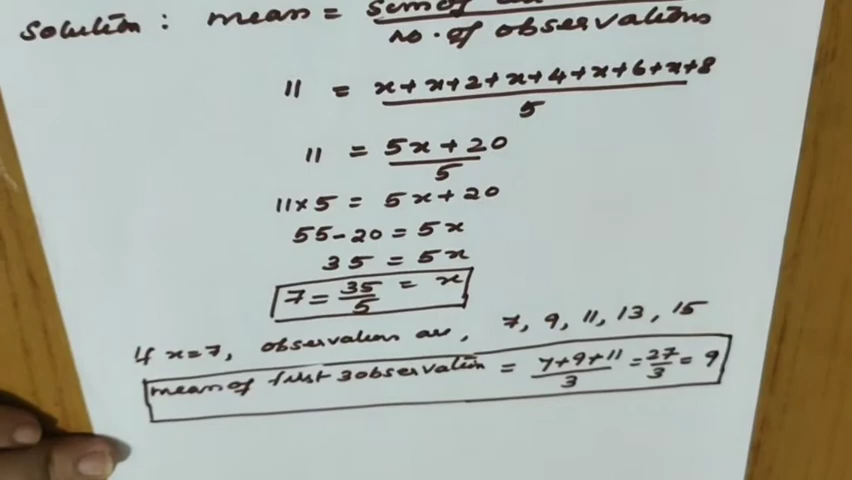 Solution : mean = sum of
no. of observations
11 = x+x+2+x+4+x+6+x+8
5
11 = 5x+20
5
11×5 = 5x+20
55-20 = 5x
35 = 5x
7 = 35/5 = x
If x=7, observations are, 7, 9, 11, 13, 15
mean of first 3 observation = 7+9+11/3 = 27/3 = 9